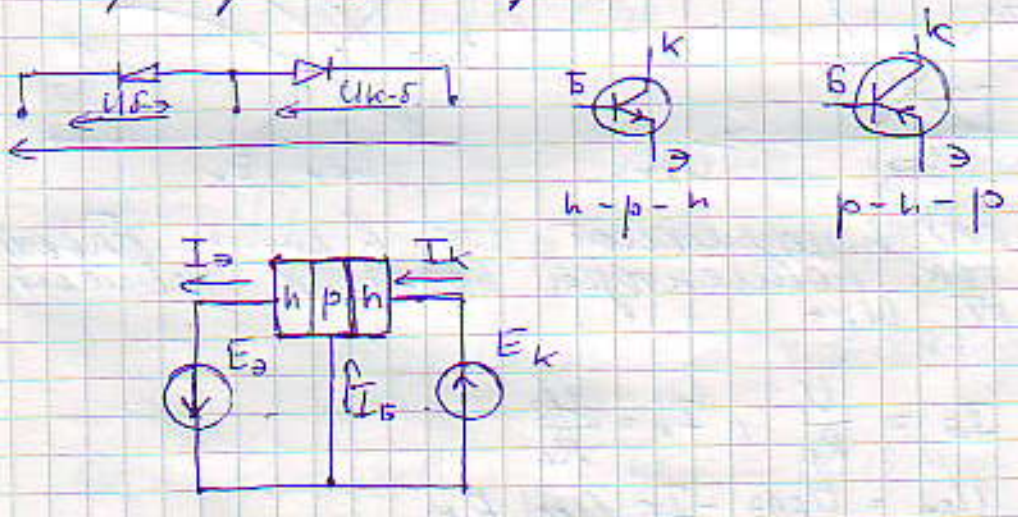 Uб-э Uк-б
Б К Э
n-p-n
Б К Э
p-n-p
Iэ Iк
n p n
Eэ IБ Eк